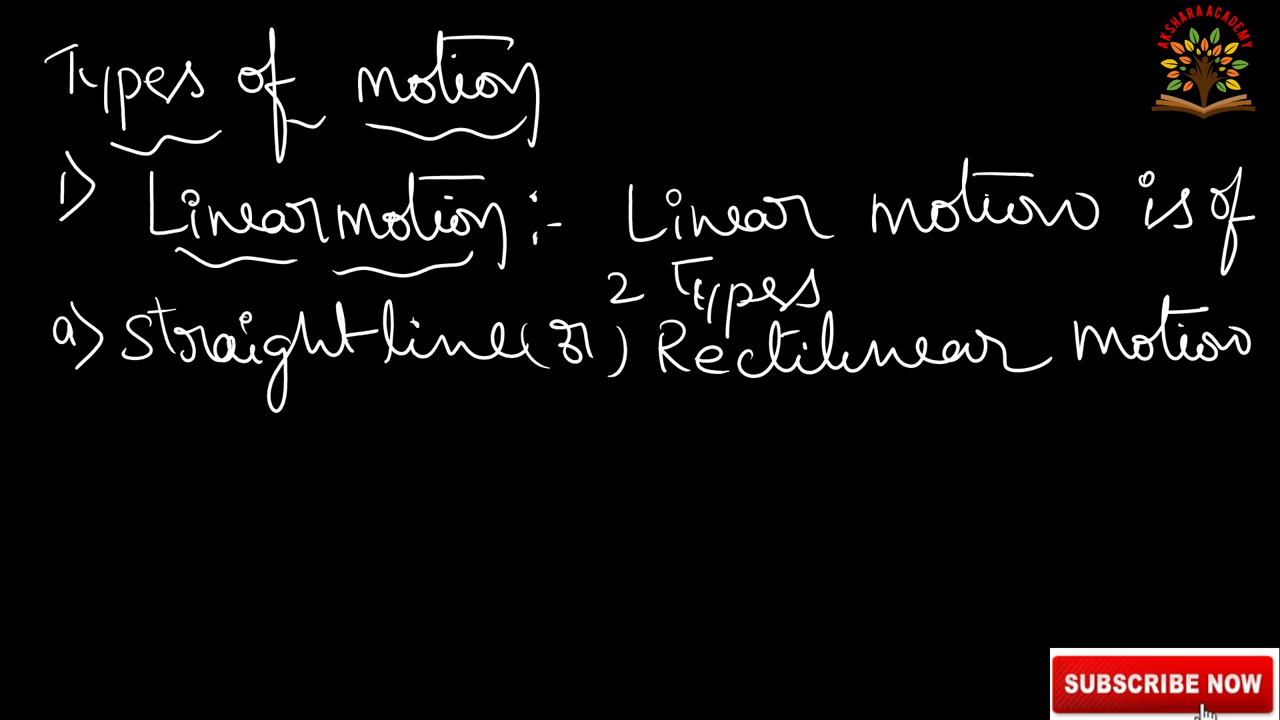 Types of motion
1) Linear motion :- Linear motion is of
2 Types
a) Straight line (or) Rectilinear motion
AKSHARA ACADEMY
SUBSCRIBE NOW